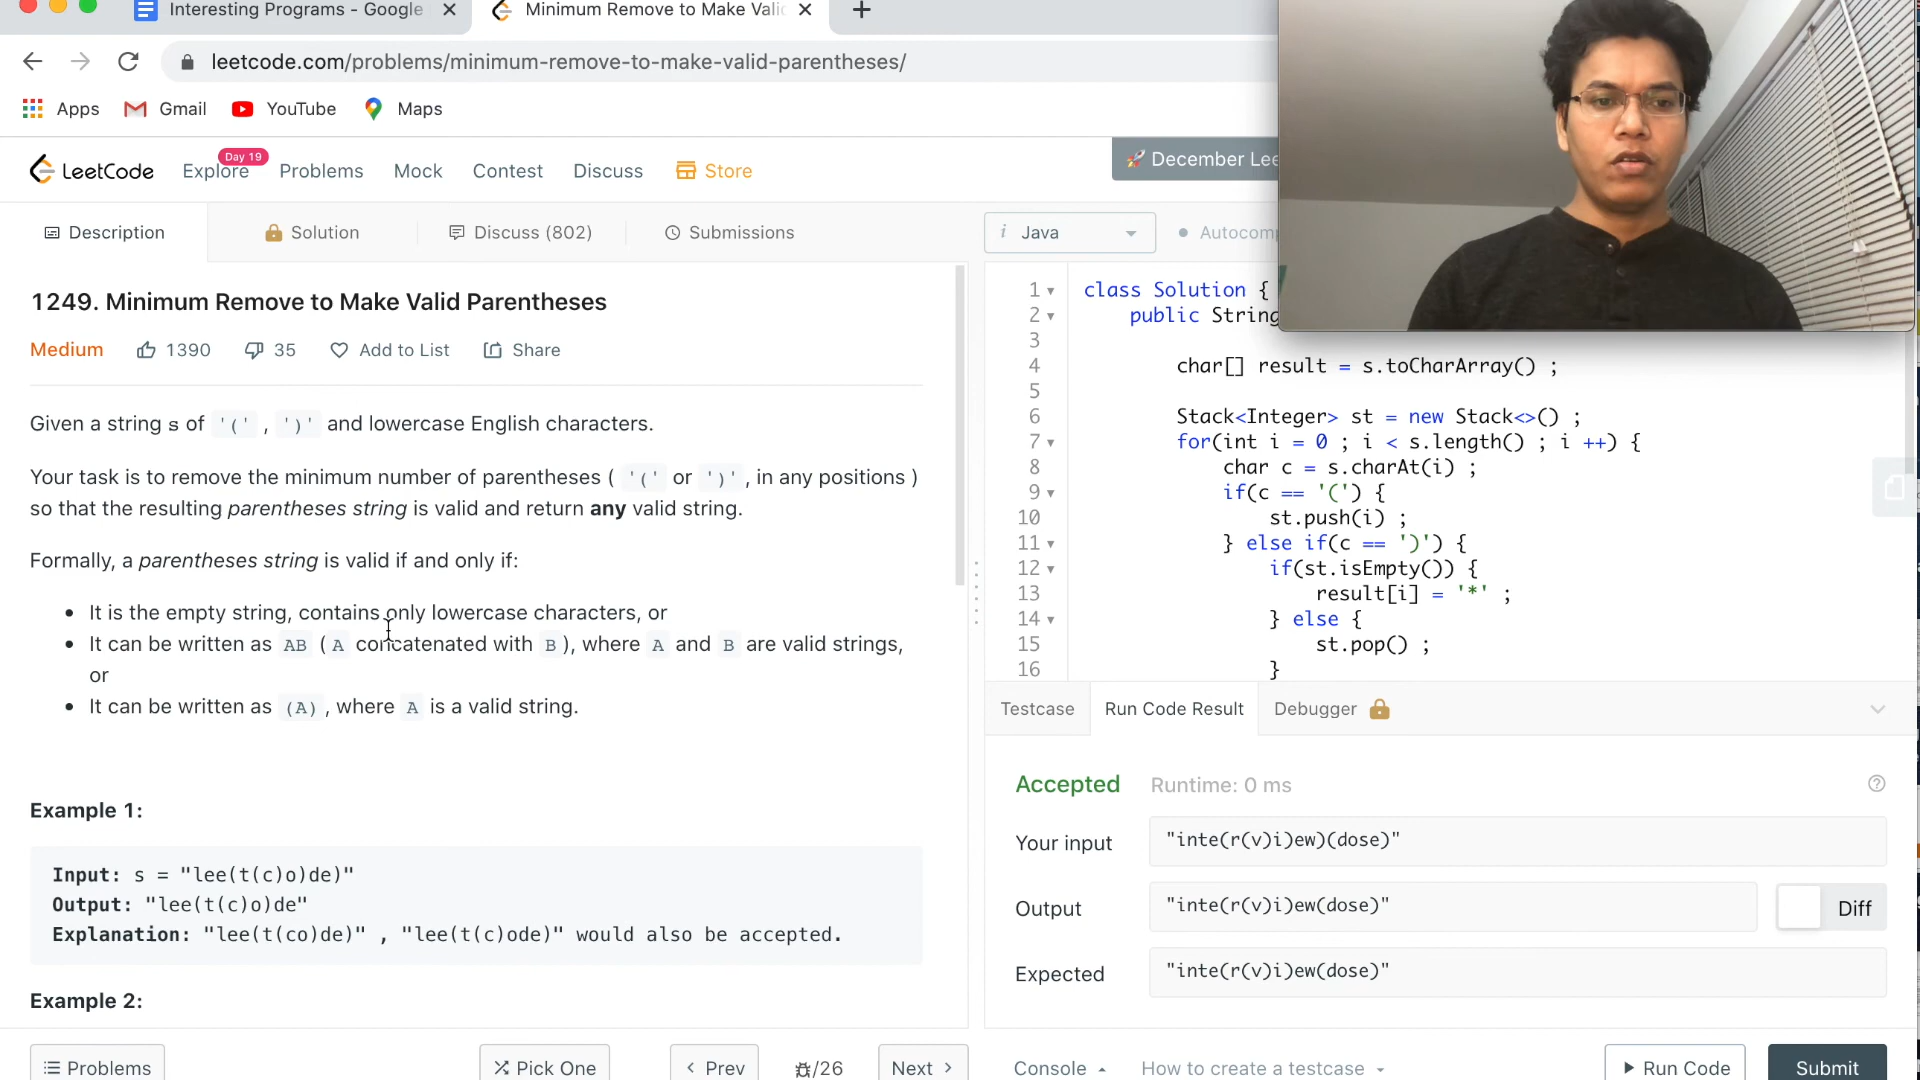 Interesting Programs - Google
Minimum Remove to Make Vali
leetcode.com/problems/minimum-remove-to-make-valid-parentheses/
Apps Gmail YouTube Maps
LeetCode Explore Day 19 Problems Mock Contest Discuss Store
December Lee
Description Solution Discuss (802) Submissions
i Java Autocomp
1249. Minimum Remove to Make Valid Parentheses
Medium 1390 35 Add to List Share
Given a string s of '(' , ')' and lowercase English characters.
Your task is to remove the minimum number of parentheses ( '(' or ')', in any positions )
so that the resulting parentheses string is valid and return any valid string.
Formally, a parentheses string is valid if and only if:
• It is the empty string, contains only lowercase characters, or
• It can be written as AB (A concatenated with B), where A and B are valid strings,
or
• It can be written as (A), where A is a valid string.
Example 1:
Input: s = "lee(t(c)o)de)"
Output: "lee(t(c)o)de"
Explanation: "lee(t(co)de)" , "lee(t(c)ode)" would also be accepted.
Example 2:
Problems Pick One < Prev /26 Next >
1 class Solution {
2 public String
3
4 char[] result = s.toCharArray() ;
5
6 Stack<Integer> st = new Stack<>() ;
7 for(int i = 0 ; i < s.length() ; i ++) {
8 char c = s.charAt(i) ;
9 if(c == '(') {
10 st.push(i) ;
11 } else if(c == ')') {
12 if(st.isEmpty()) {
13 result[i] = '*' ;
14 } else {
15 st.pop() ;
16 }
Testcase Run Code Result Debugger
Accepted Runtime: 0 ms
Your input "inte(r(v)i)ew)(dose)"
Output "inte(r(v)i)ew(dose)" Diff
Expected "inte(r(v)i)ew(dose)"
Console How to create a testcase Run Code Submit